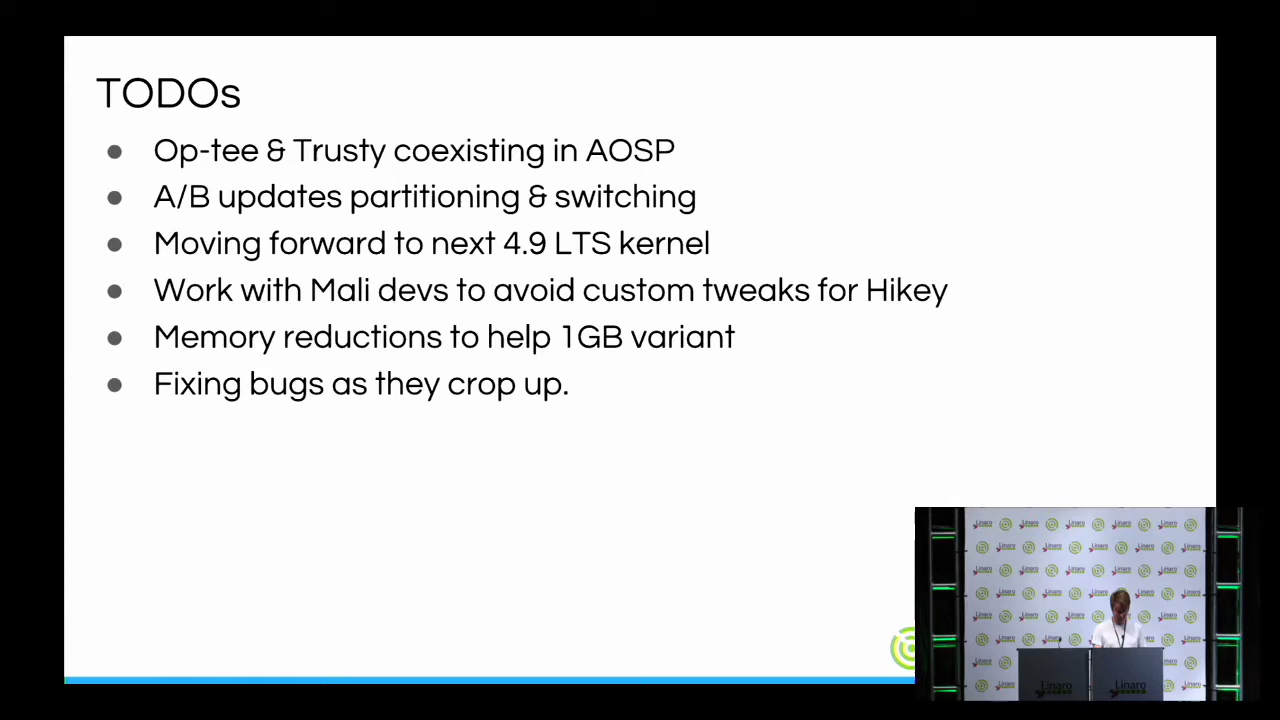 TODOs
Op-tee & Trusty coexisting in AOSP
A/B updates partitioning & switching
Moving forward to next 4.9 LTS kernel
Work with Mali devs to avoid custom tweaks for Hikey
Memory reductions to help 1GB variant
Fixing bugs as they crop up.
Linaro
Linaro